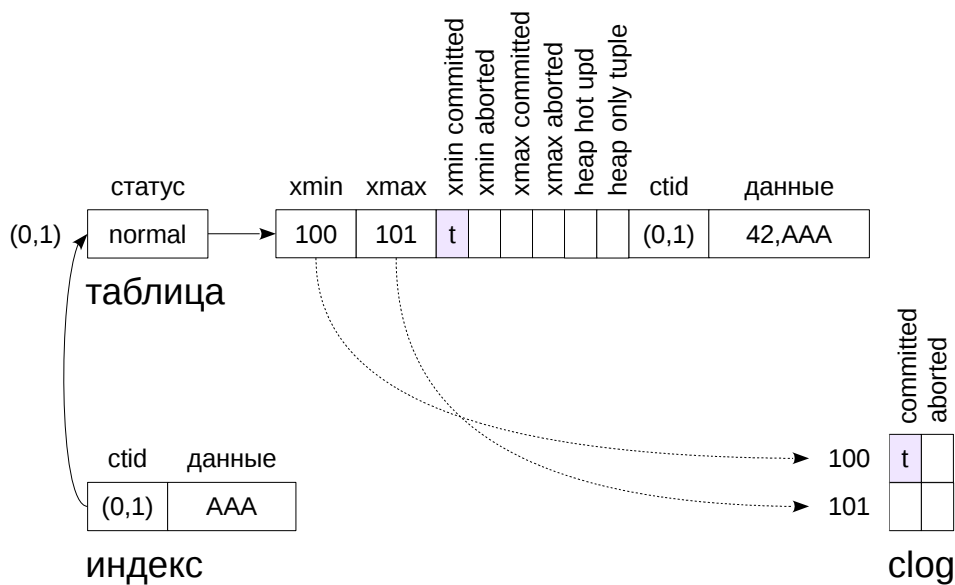 xmin committed
xmin aborted
xmax committed
xmax aborted
heap hot upd
heap only tuple
статус
xmin xmax ctid данные
(0,1) normal 100 101 t (0,1) 42,AAA
таблица
committed
aborted
ctid данные
100 t
(0,1) AAA
101
индекс
clog